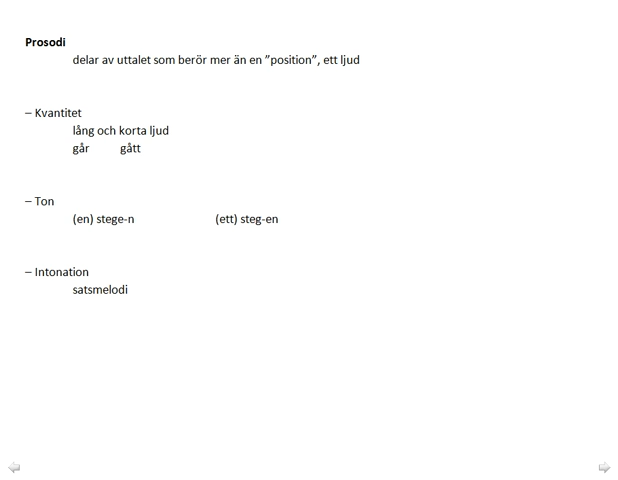 Prosodi
delar av uttalet som berör mer än en ”position”, ett ljud
– Kvantitet
lång och korta ljud
går gått
– Ton
(en) stege-n (ett) steg-en
– Intonation
satsmelodi